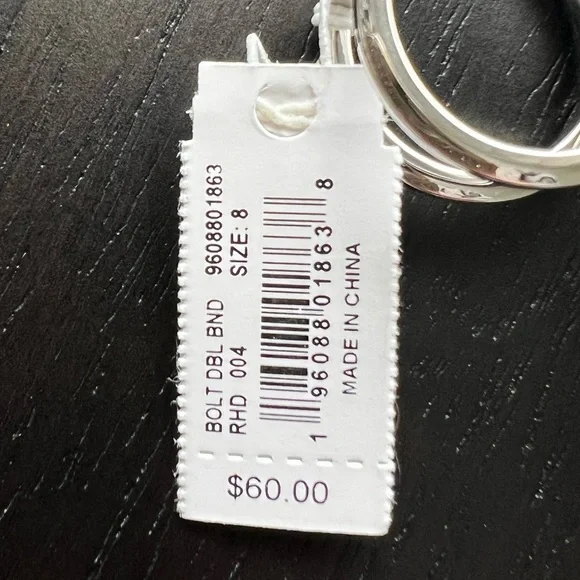 BOLT DBL BND 9608801863
RHD 004 SIZE: 8
1 96088 01863 8
MADE IN CHINA
$60.00